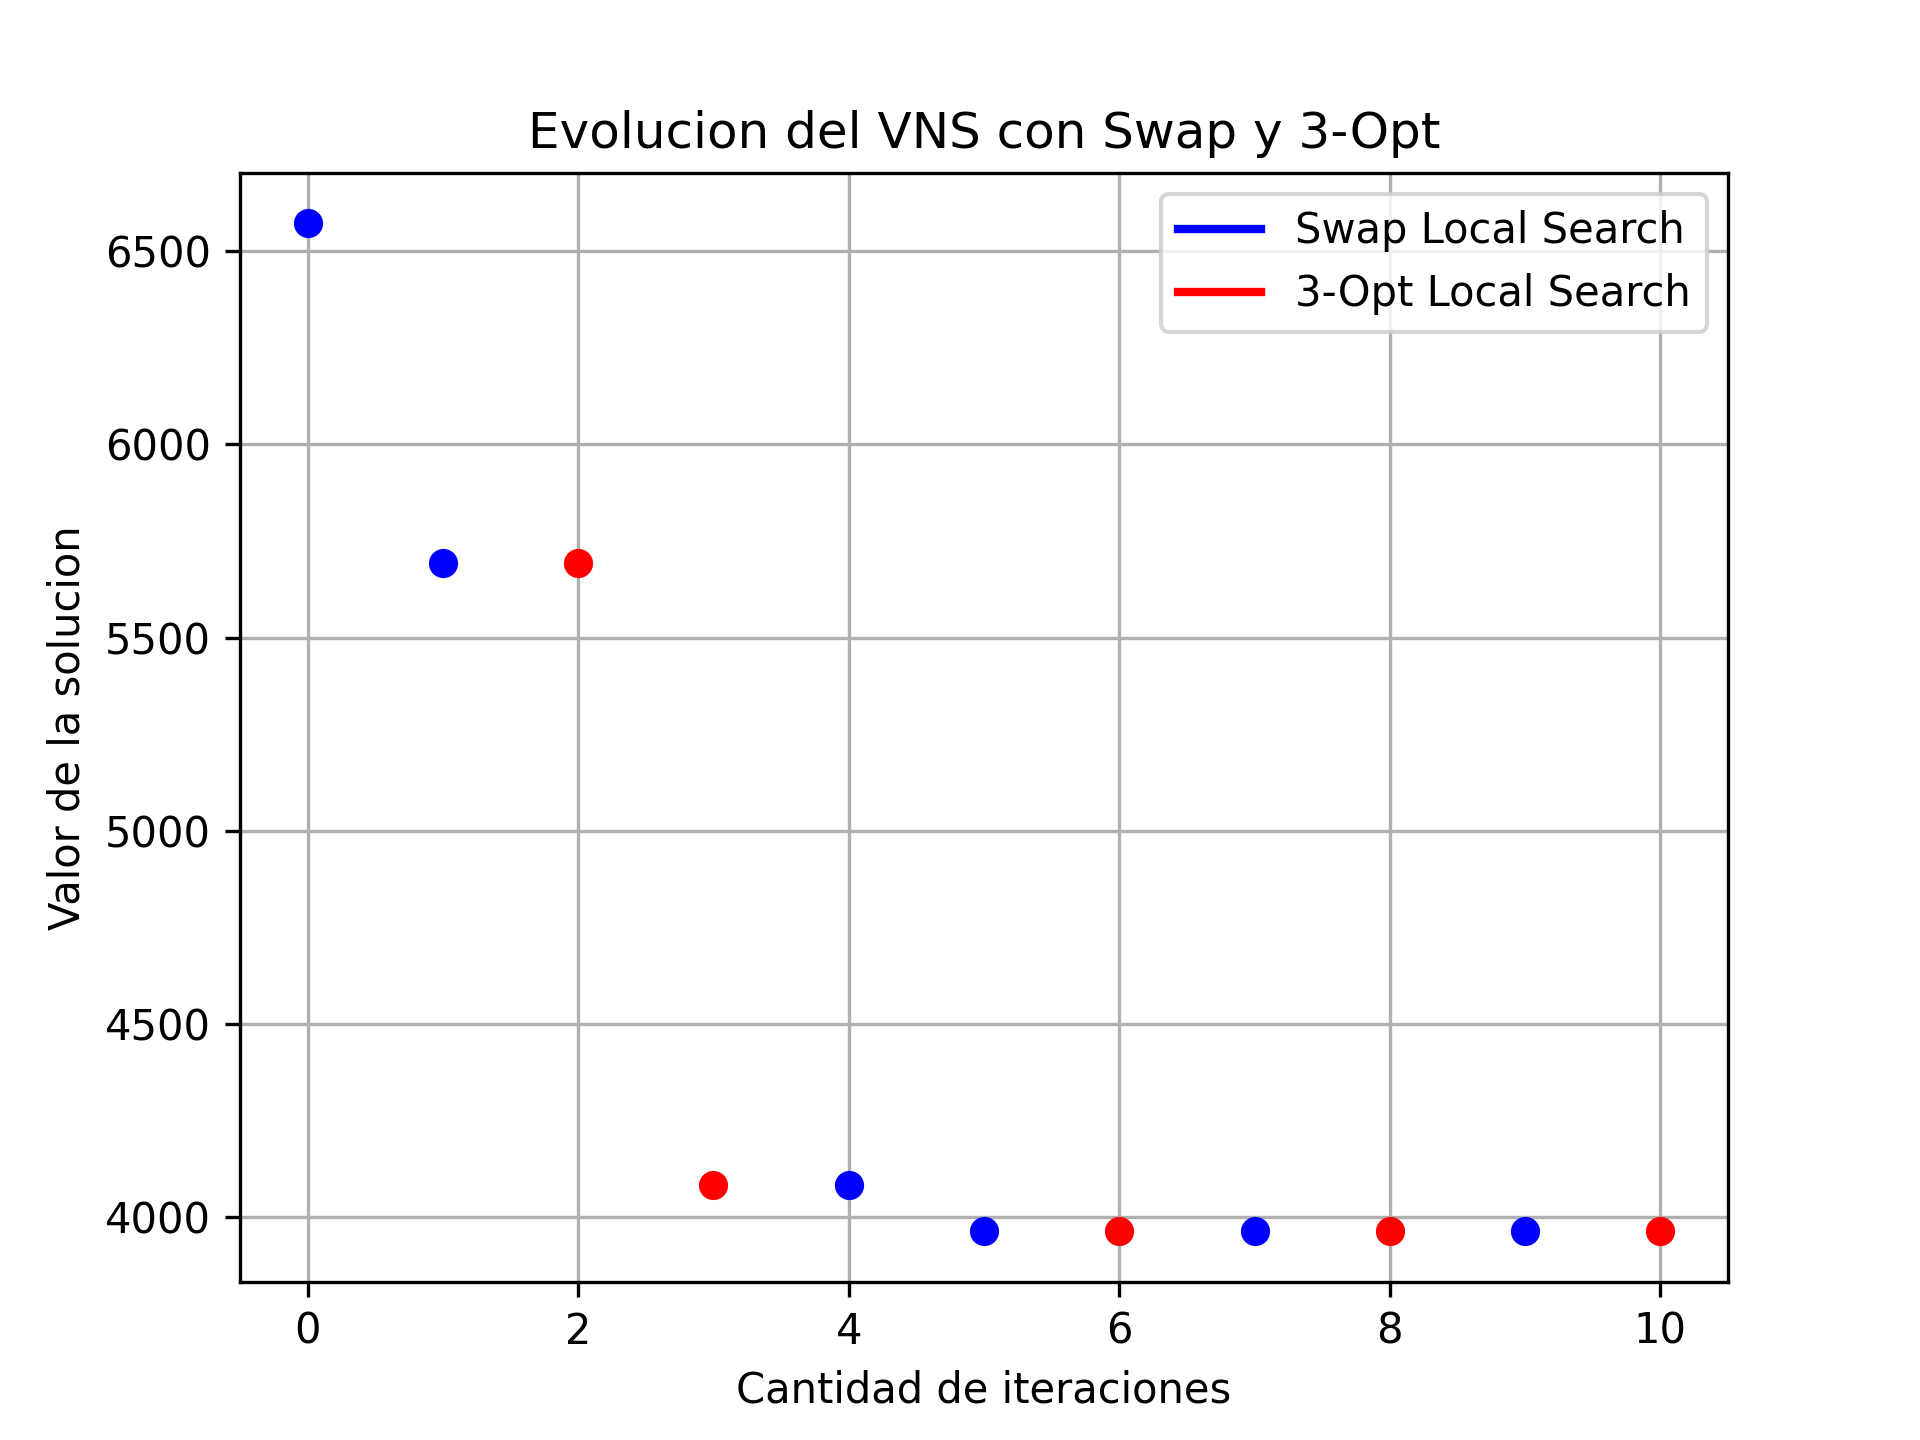 Evolucion del VNS con Swap y 3-Opt
Swap Local Search
3-Opt Local Search
Valor de la solucion
6500
6000
5500
5000
4500
4000
0 2 4 6 8 10
Cantidad de iteraciones